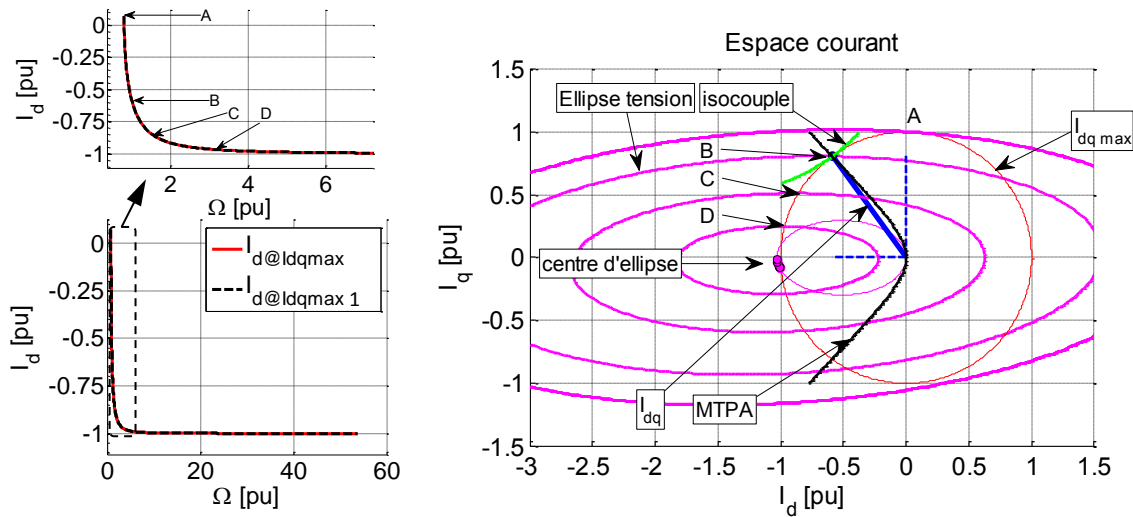 0
-0.25
-0.5
-0.75
-1
I_d [pu]
A
B
C
D
2
4
6
Ω [pu]
0
-0.25
-0.5
-0.75
-1
I_d [pu]
I_d@Idqmax
I_d@Idqmax 1
0
20
40
60
Ω [pu]
Espace courant
1.5
1
0.5
0
-0.5
-1
-1.5
I_q [pu]
Ellipse tension
isocouple
A
I_dq max
B
C
D
centre d'ellipse
I_dq
MTPA
-3
-2.5
-2
-1.5
-1
-0.5
0
0.5
1
1.5
I_d [pu]